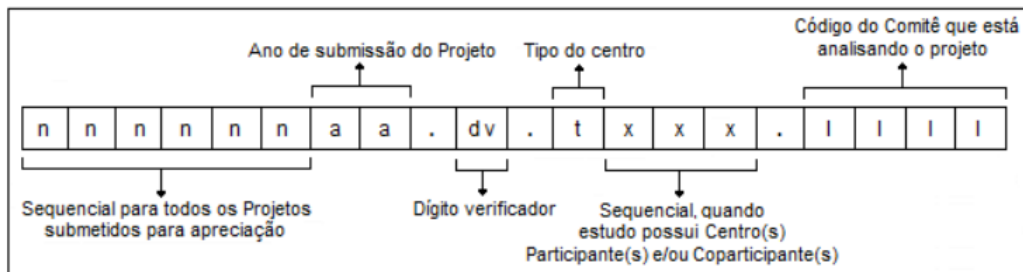 Código do Comitê que está
analisando o projeto
Ano de submissão do Projeto
Tipo do centro
n n n n n n a a . dv . t x x x . l l l l
Sequencial para todos os Projetos
submetidos para apreciação
Dígito verificador
Sequencial, quando
estudo possui Centro(s)
Participante(s) e/ou Coparticipante(s)